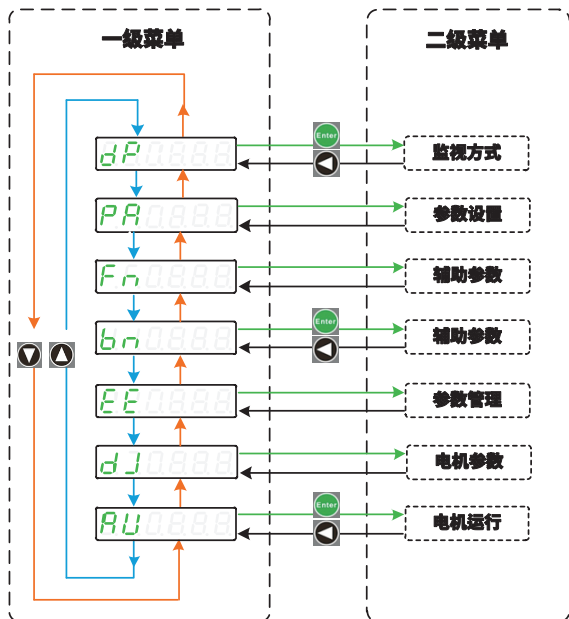 一级菜单
二级菜单
dP
Enter
监视方式
PA
参数设置
Fn
辅助参数
bn
Enter
辅助参数
EE
参数管理
dJ
电机参数
AU
Enter
电机运行